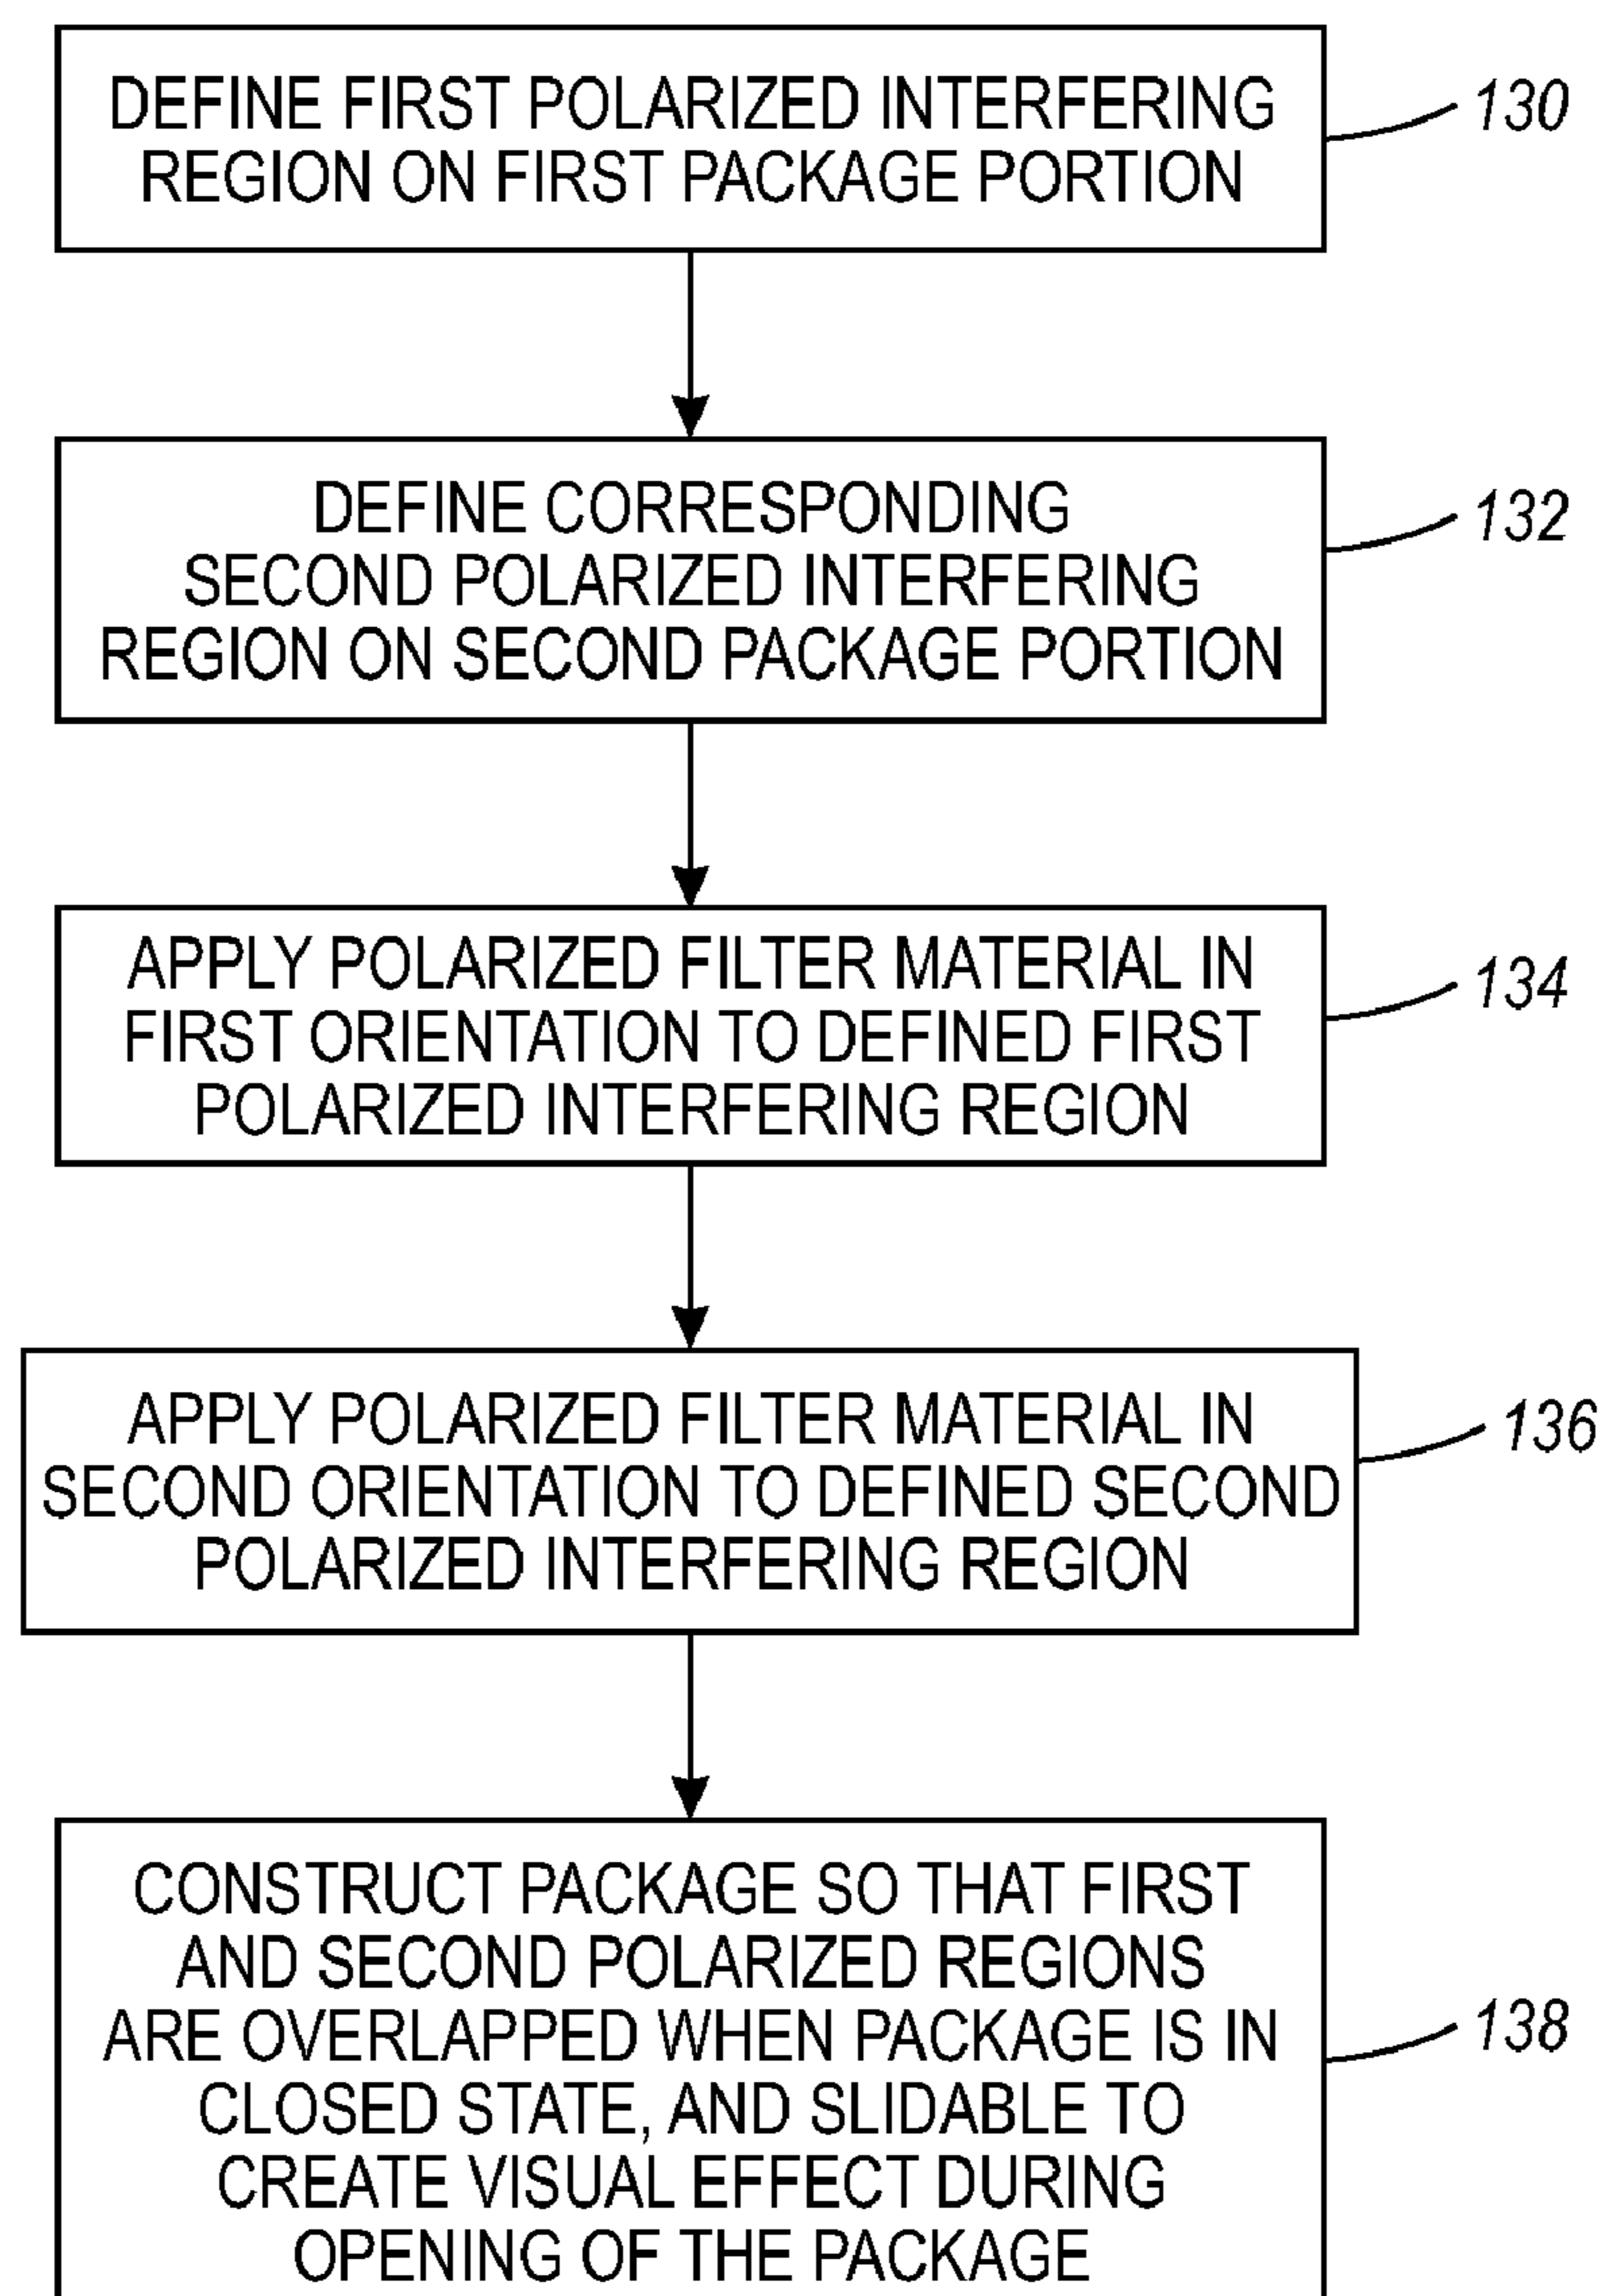 DEFINE FIRST POLARIZED INTERFERING
REGION ON FIRST PACKAGE PORTION
130
DEFINE CORRESPONDING
SECOND POLARIZED INTERFERING
REGION ON SECOND PACKAGE PORTION
132
APPLY POLARIZED FILTER MATERIAL IN
FIRST ORIENTATION TO DEFINED FIRST
POLARIZED INTERFERING REGION
134
APPLY POLARIZED FILTER MATERIAL IN
SECOND ORIENTATION TO DEFINED SECOND
POLARIZED INTERFERING REGION
136
CONSTRUCT PACKAGE SO THAT FIRST
AND SECOND POLARIZED REGIONS
ARE OVERLAPPED WHEN PACKAGE IS IN
CLOSED STATE, AND SLIDABLE TO
CREATE VISUAL EFFECT DURING
OPENING OF THE PACKAGE
138